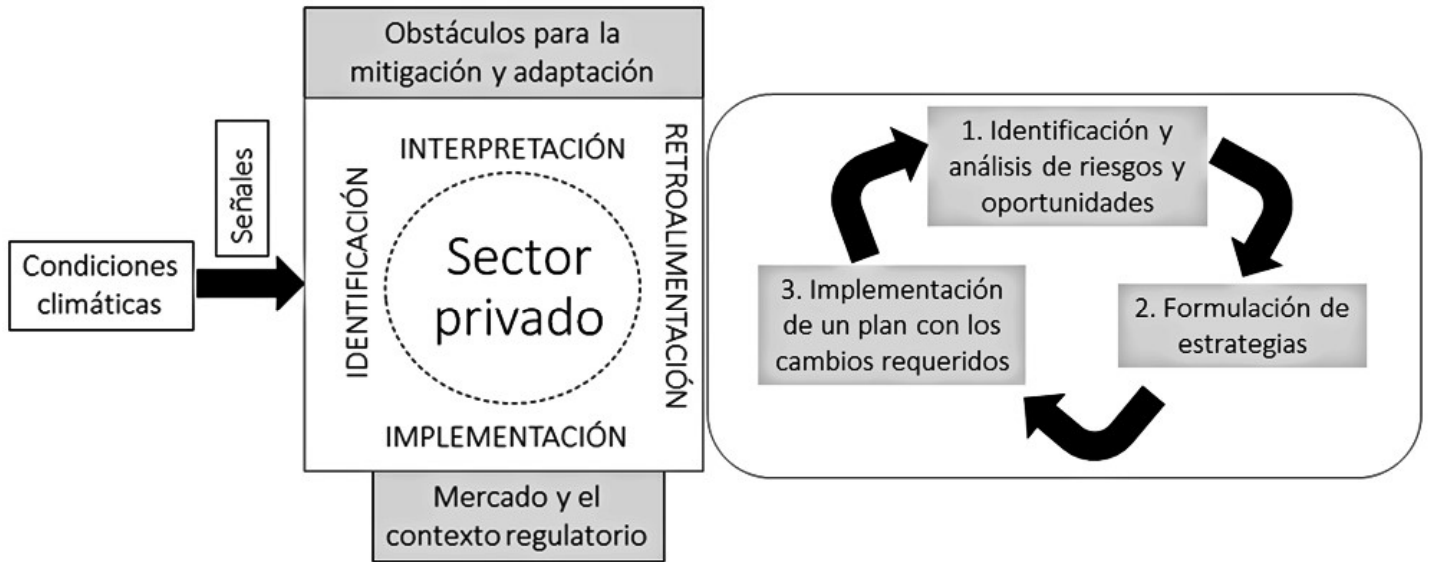 Obstáculos para la
mitigación y adaptación
Condiciones
climáticas
Señales
IDENTIFICACIÓN
INTERPRETACIÓN
Sector
privado
IMPLEMENTACIÓN
RETROALIMENTACIÓN
Mercado y el
contexto regulatorio
1. Identificación y
análisis de riesgos y
oportunidades
2. Formulación de
estrategias
3. Implementación
de un plan con los
cambios requeridos